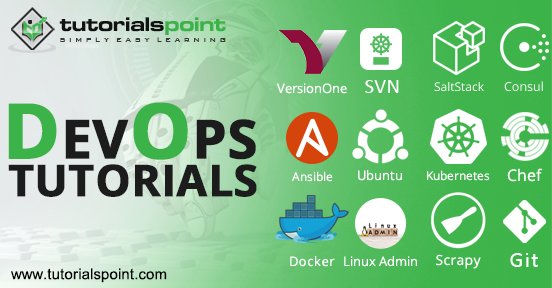 tutorialspoint
SIMPLY EASY LEARNING
DEVOPS
TUTORIALS
www.tutorialspoint.com
VersionOne
SVN
SaltStack
Consul
Ansible
Ubuntu
Kubernetes
Chef
Docker
Linux
ADMIN
Linux Admin
Scrapy
Git